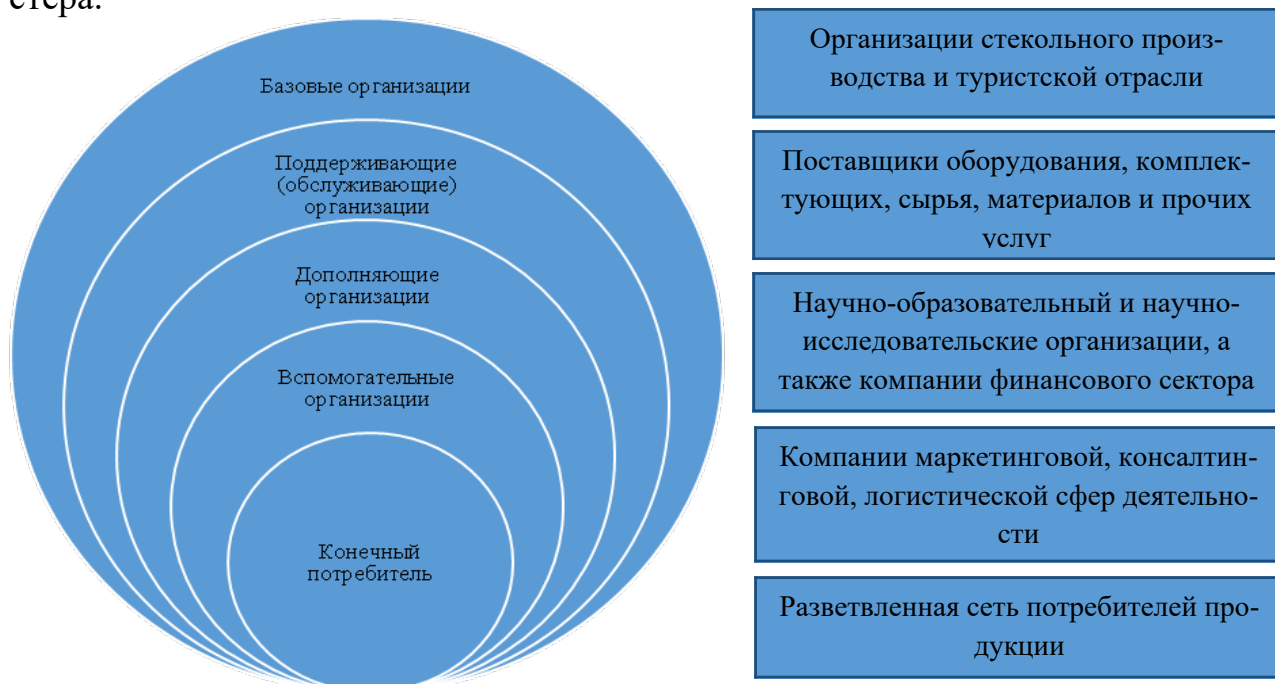 стера.
Базовые организации
Поддерживающие
(обслуживающие)
организации
Дополняющие
организации
Вспомогательные
организации
Конечный
потребитель
Организации стекольного произ-
водства и туристской отрасли
Поставщики оборудования, комплек-
тующих, сырья, материалов и прочих
услуг
Научно-образовательный и научно-
исследовательские организации, а
также компании финансового сектора
Компании маркетинговой, консалтин-
говой, логистической сфер деятельно-
сти
Разветвленная сеть потребителей про-
дукции